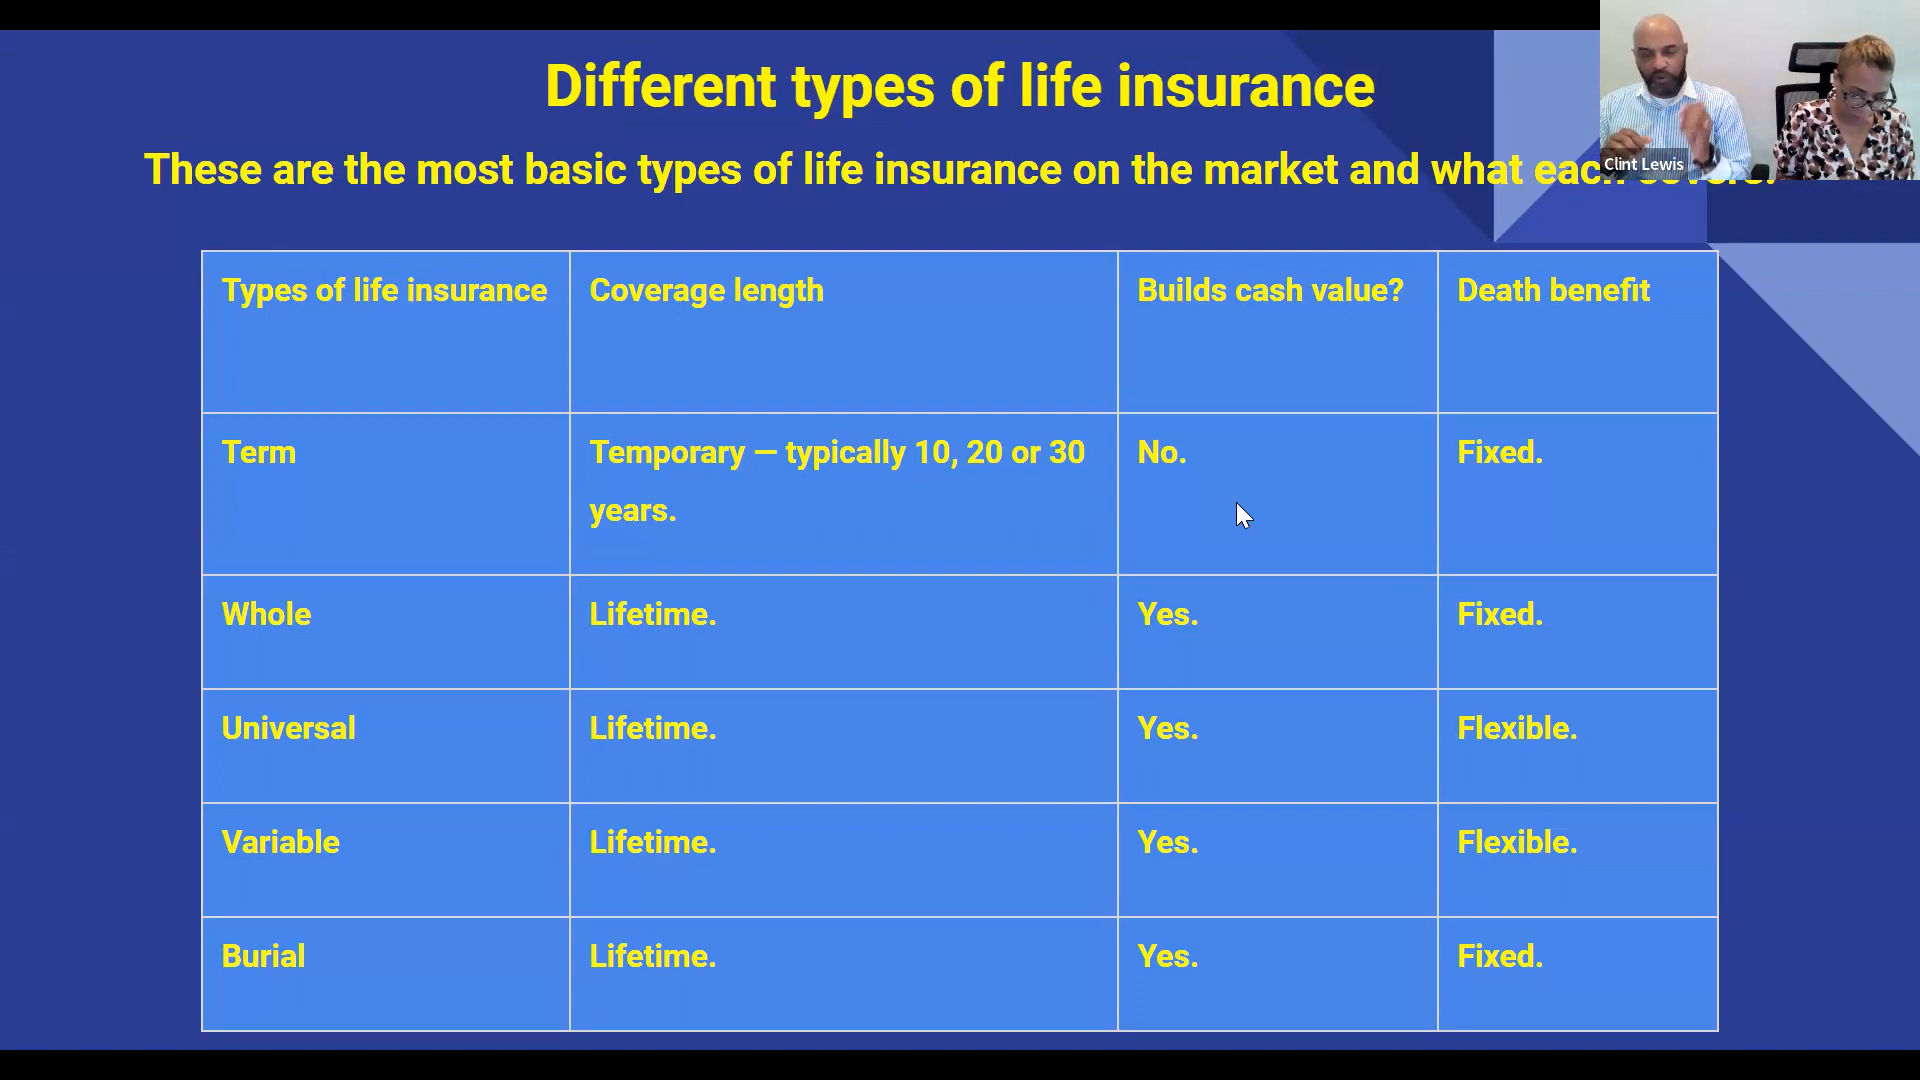 Different types of life insurance
These are the most basic types of life insurance on the market and what each
Clint Lewis
Types of life insurance
Coverage length
Builds cash value?
Death benefit
Term
Temporary — typically 10, 20 or 30
years.
No.
Fixed.
Whole
Lifetime.
Yes.
Fixed.
Universal
Lifetime.
Yes.
Flexible.
Variable
Lifetime.
Yes.
Flexible.
Burial
Lifetime.
Yes.
Fixed.